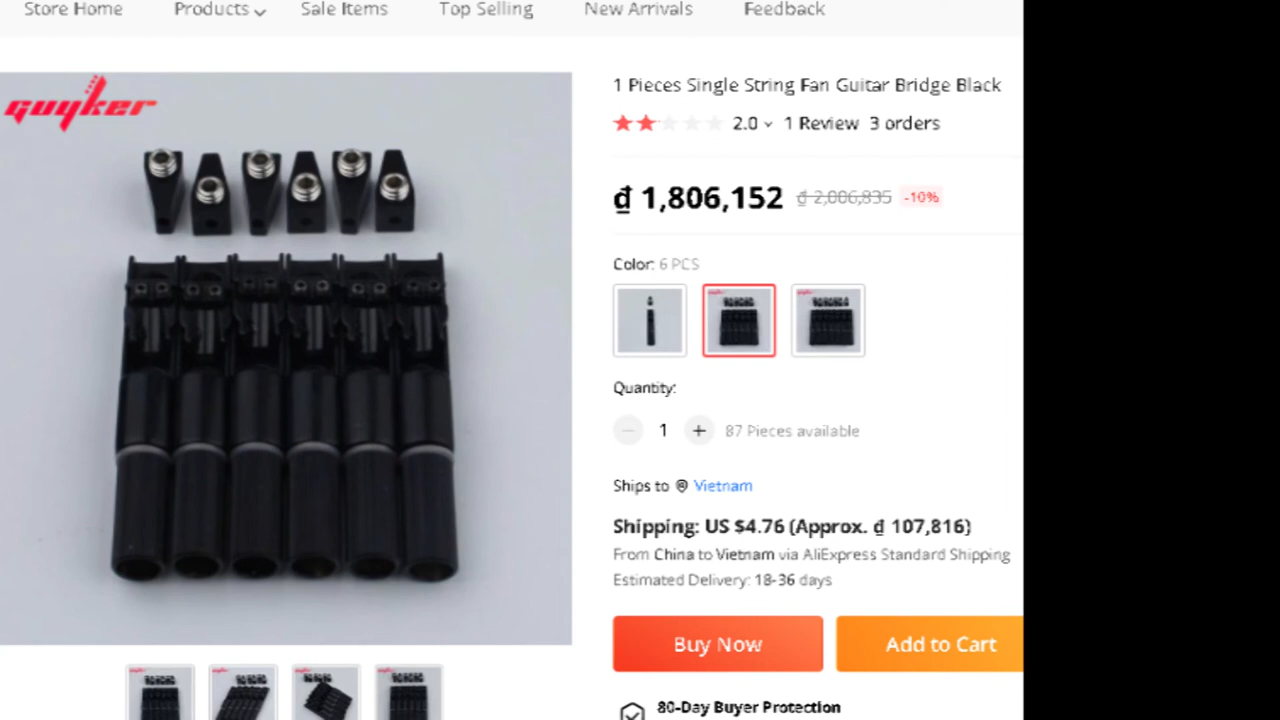 Store Home Products Sale Items Top Selling New Arrivals Feedback
guyker
1 Pieces Single String Fan Guitar Bridge Black
2.0 1 Review 3 orders
₫ 1,806,152 ₫ 2,006,835 -10%
Color: 6 PCS
Quantity:
1 87 Pieces available
Ships to Vietnam
Shipping: US $4.76 (Approx. ₫ 107,816)
From China to Vietnam via AliExpress Standard Shipping
Estimated Delivery: 18-36 days
Buy Now Add to Cart
80-Day Buyer Protection